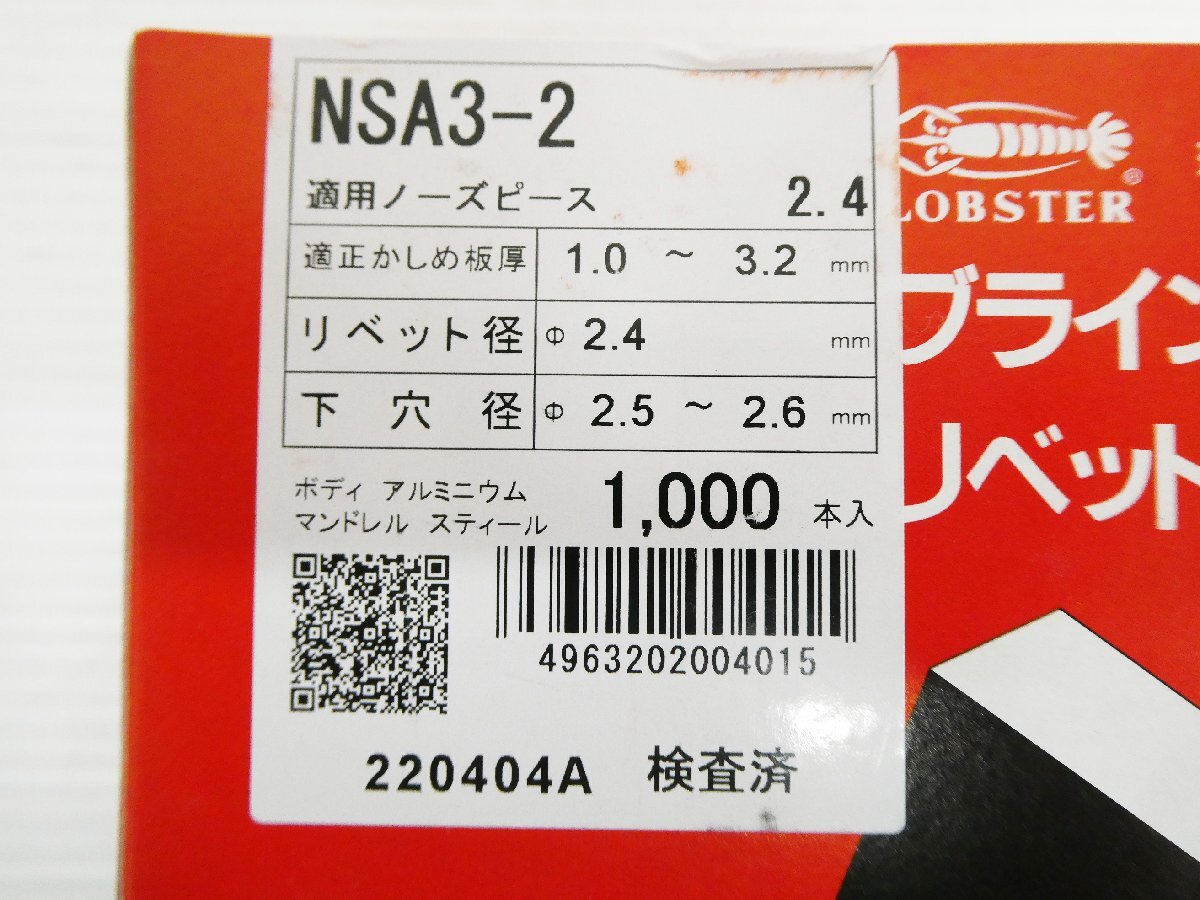 NSA3-2
適用ノーズピース 2.4
適正かしめ板厚 1.0 ～ 3.2 mm
リベット径 Φ 2.4 mm
下穴径 Φ 2.5 ～ 2.6 mm
ボディ アルミニウム
マンドレル スティール
1,000 本入
4963202004015
220404A 検査済
LOBSTER
®
ブライン
リベット